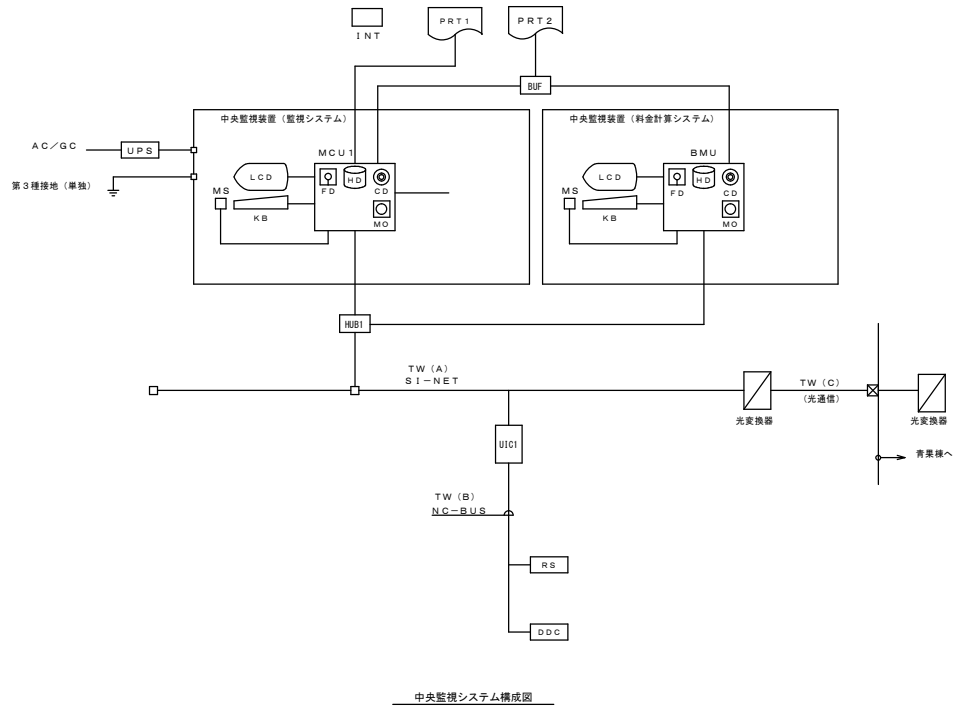 INT
PRT1
PRT2
BUF
中央監視装置（監視システム）
中央監視装置（料金計算システム）
AC／GC
UPS
第３種接地（単独）
MCU1
LCD
FD
HD
CD
MS
KB
MO
BMU
LCD
FD
HD
CD
MS
KB
MO
HUB1
TW（A）
SI－NET
TW（C）
（光通信）
光変換器
光変換器
青果棟へ
UIC1
TW（B）
NC－BUS
RS
DDC
中央監視システム構成図